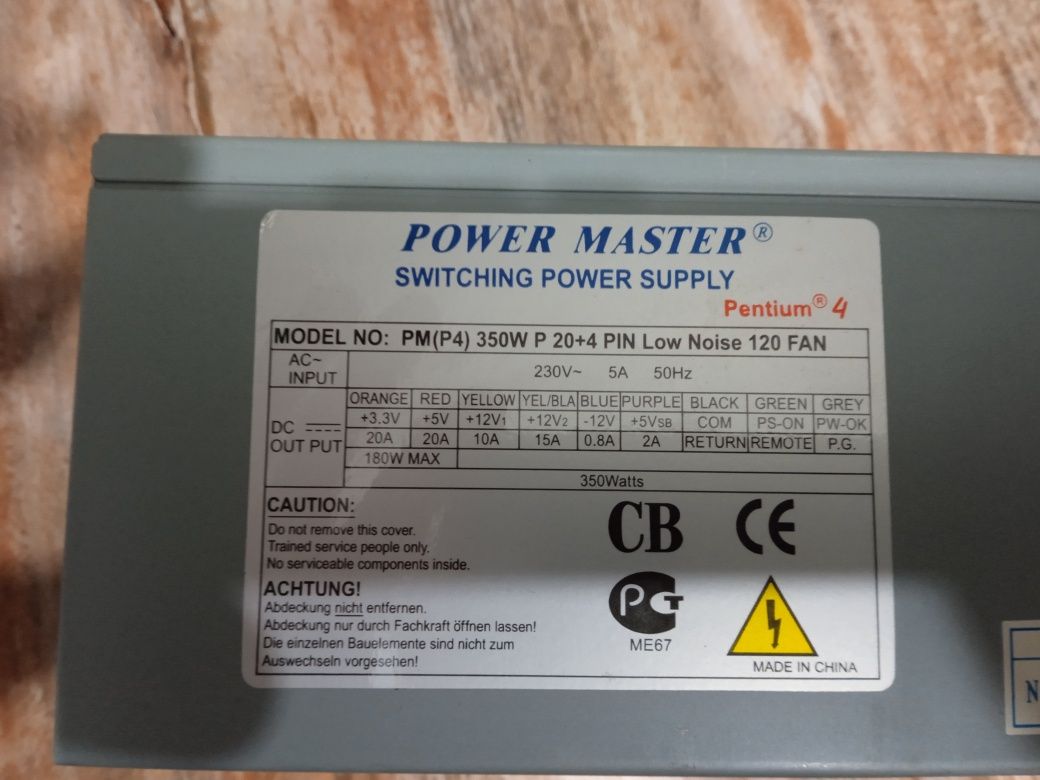 POWER MASTER®
SWITCHING POWER SUPPLY
Pentium® 4
MODEL NO: PM(P4) 350W P 20+4 PIN Low Noise 120 FAN
AC~ INPUT 230V~ 5A 50Hz
ORANGE RED YELLOW YEL/BLA BLUE PURPLE BLACK GREEN GREY
+3.3V +5V +12V1 +12V2 -12V +5VSB COM PS-ON PW-OK
DC OUT PUT 20A 20A 10A 15A 0.8A 2A RETURN REMOTE P.G.
180W MAX
350Watts
CAUTION:
Do not remove this cover.
Trained service people only.
No serviceable components inside.
ACHTUNG!
Abdeckung nicht entfernen.
Abdeckung nur durch Fachkraft öffnen lassen!
Die einzelnen Bauelemente sind nicht zum
Auswechseln vorgesehen!
CB CE
PCT
ME67
MADE IN CHINA
N